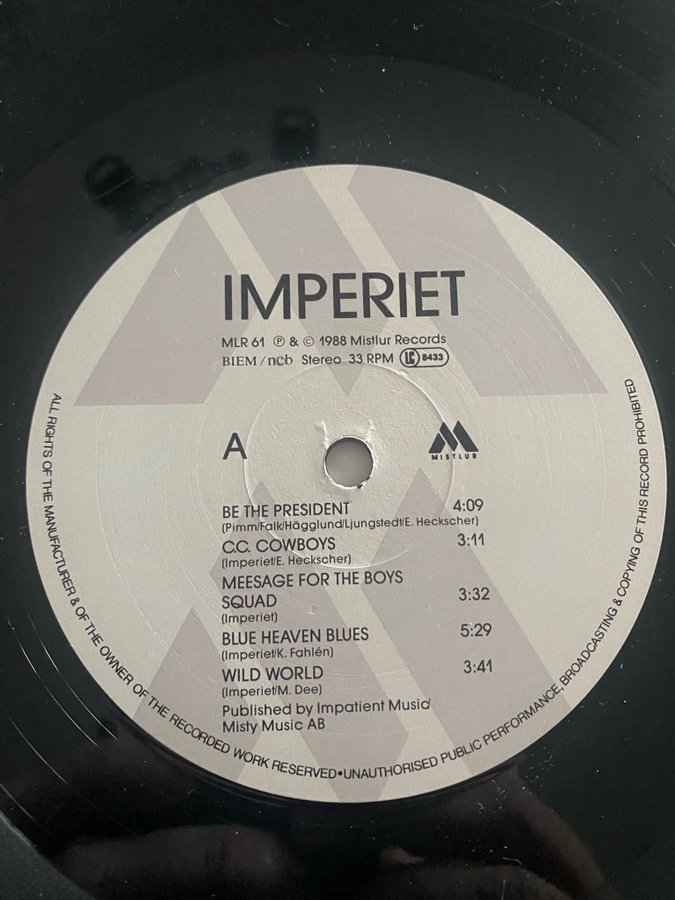 IMPERIET
MLR 61 ℗ & © 1988 Mistlur Records
BIEM/ncb Stereo 33 RPM LC 8433
A
MISTLUR
BE THE PRESIDENT 4:09
(Pimm/Falk/Hägglund/Ljungstedt/E. Heckscher)
C.C. COWBOYS 3:11
(Imperiet/E. Heckscher)
MEESAGE FOR THE BOYS
SQUAD 3:32
(Imperiet)
BLUE HEAVEN BLUES 5:29
(Imperiet/K. Fahlén)
WILD WORLD 3:41
(Imperiet/M. Dee)
Published by Impatient Music/
Misty Music AB
ALL RIGHTS OF THE MANUFACTURER & OF THE OWNER OF THE RECORDED WORK RESERVED•UNAUTHORISED PUBLIC PERFORMANCE, BROADCASTING & COPYING OF THIS RECORD PROHIBITED